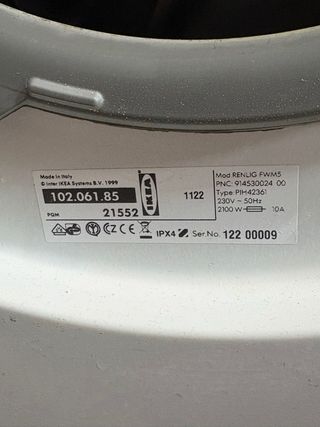 Made in Italy
© Inter IKEA Systems B.V. 1999
102.061.85
PQM 21552
IKEA
1122
Mod RENLIG FWM5
PNC: 914530024 00
Type: PIH42361
230V ~ 50Hz
2100 W 10A
CE IPX4 Ser.No. 122 00009